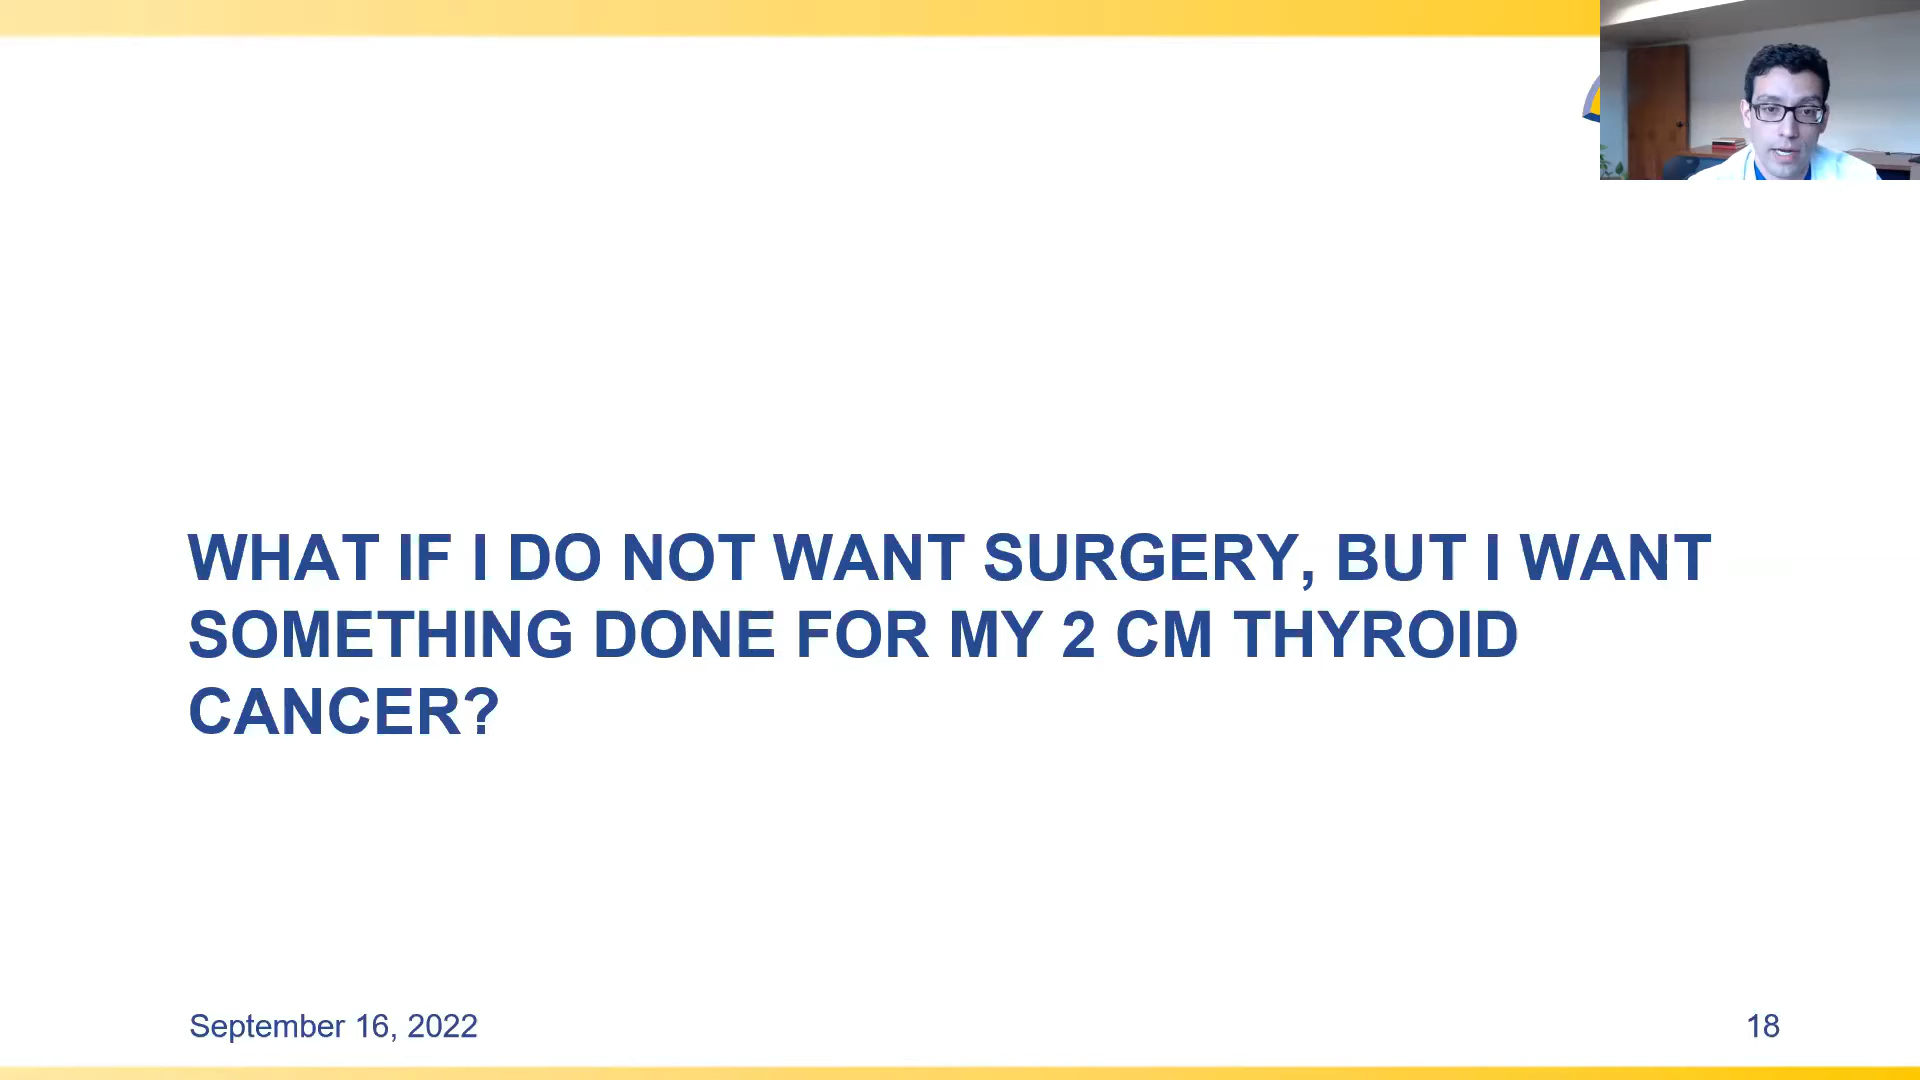 WHAT IF I DO NOT WANT SURGERY, BUT I WANT
SOMETHING DONE FOR MY 2 CM THYROID
CANCER?
September 16, 2022
18